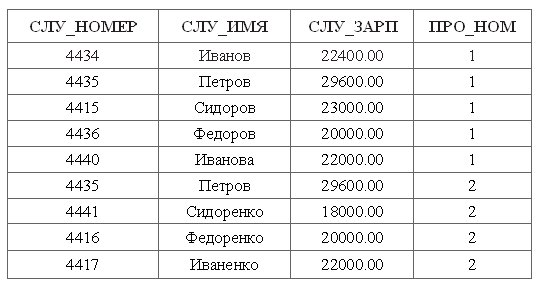 СЛУ_НОМЕР СЛУ_ИМЯ СЛУ_ЗАРП ПРО_НОМ
4434 Иванов 22400.00 1
4435 Петров 29600.00 1
4415 Сидоров 23000.00 1
4436 Федоров 20000.00 1
4440 Иванова 22000.00 1
4435 Петров 29600.00 2
4441 Сидоренко 18000.00 2
4416 Федоренко 20000.00 2
4417 Иваненко 22000.00 2